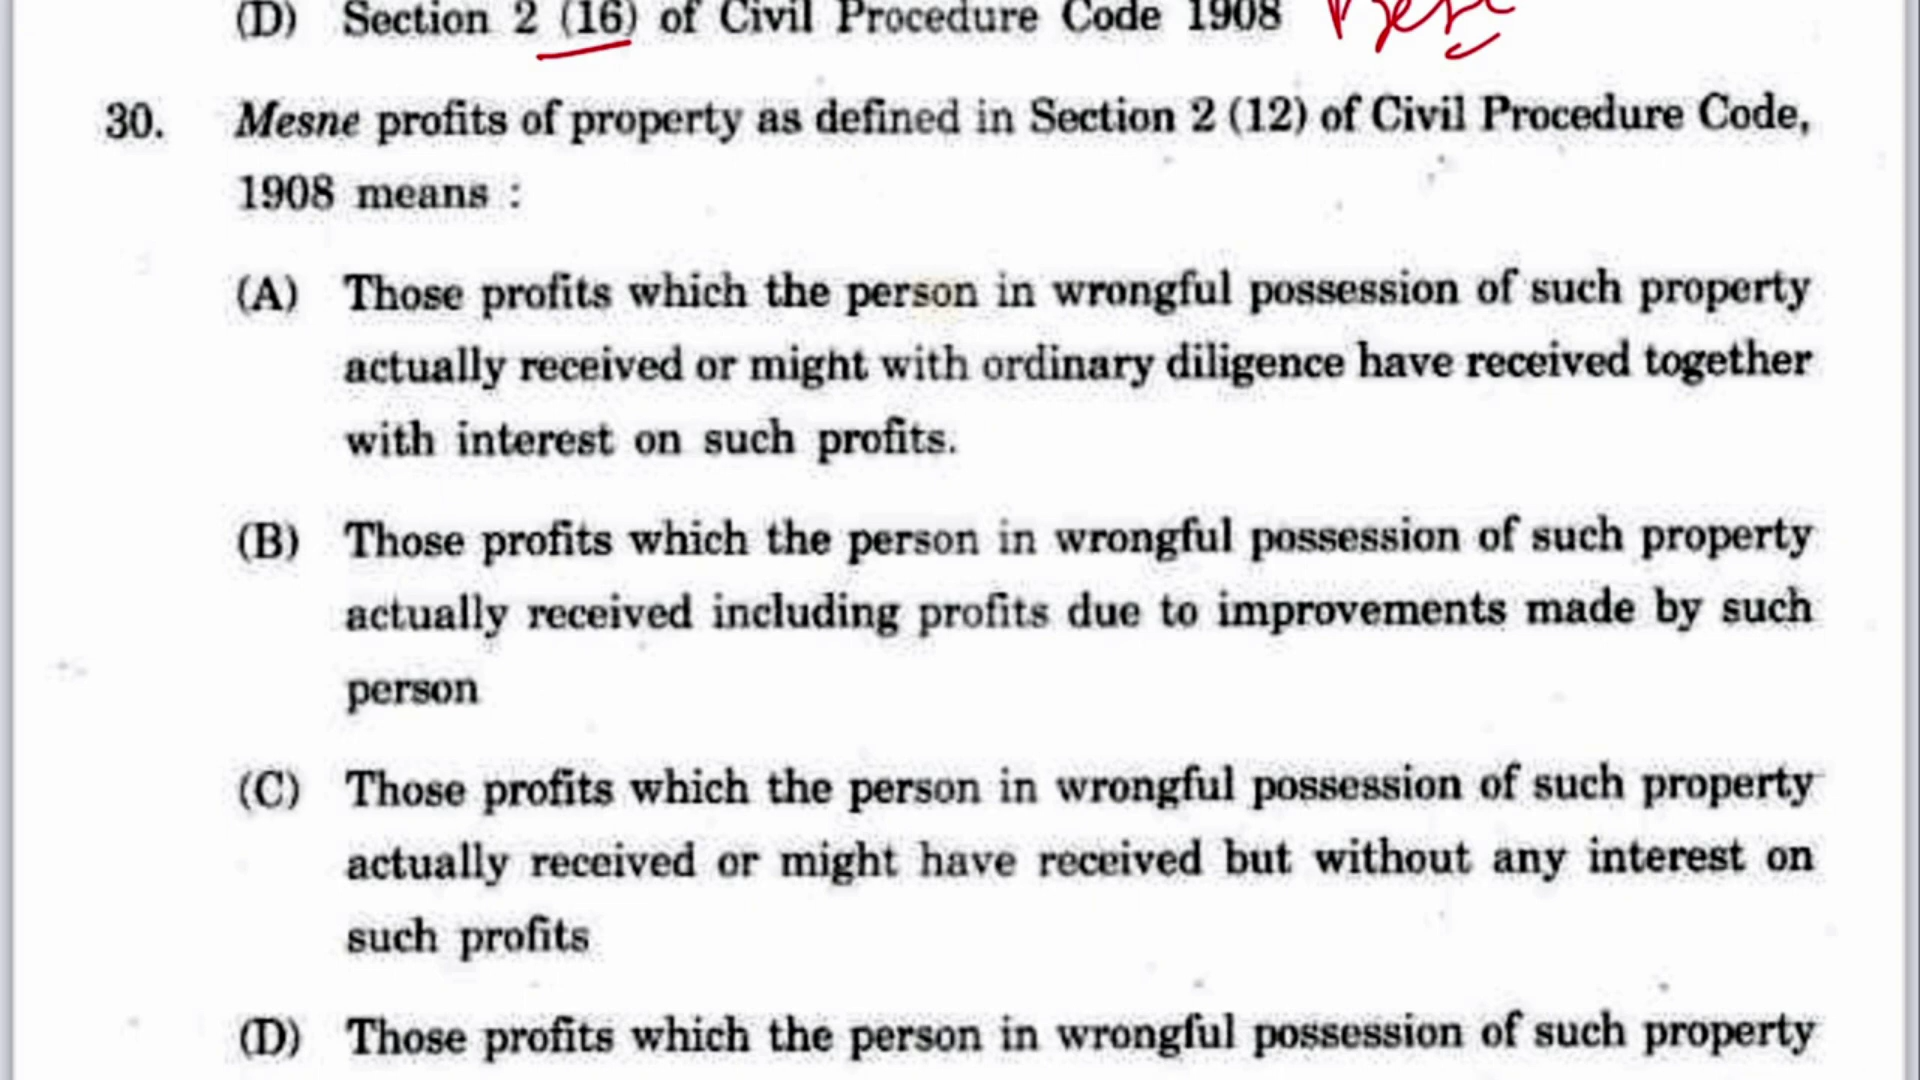 (D) Section 2 (16) of Civil Procedure Code 1908
30. Mesne profits of property as defined in Section 2 (12) of Civil Procedure Code,
1908 means :
(A) Those profits which the person in wrongful possession of such property
actually received or might with ordinary diligence have received together
with interest on such profits.
(B) Those profits which the person in wrongful possession of such property
actually received including profits due to improvements made by such
person
(C) Those profits which the person in wrongful possession of such property
actually received or might have received but without any interest on
such profits
(D) Those profits which the person in wrongful possession of such property